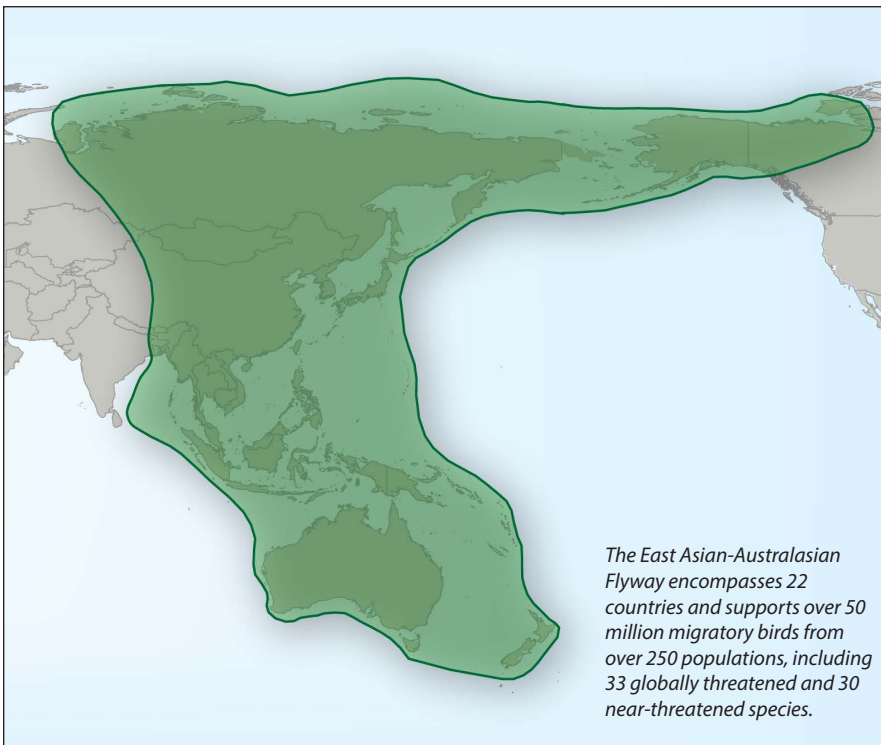 The East Asian-Australasian
Flyway encompasses 22
countries and supports over 50
million migratory birds from
over 250 populations, including
33 globally threatened and 30
near-threatened species.